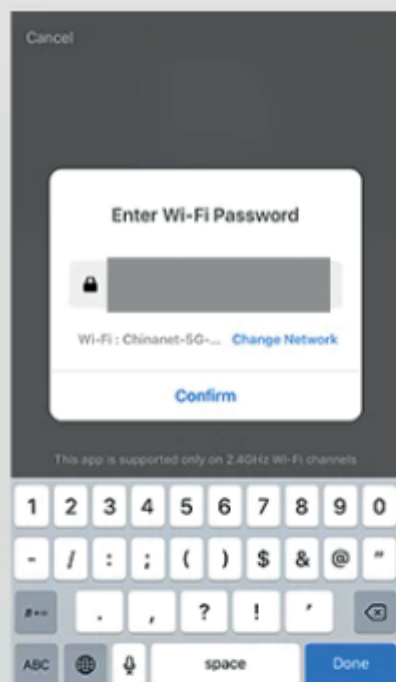 Cancel
Enter Wi-Fi Password
Wi-Fi : Chinanet-5G-... Change Network
Confirm
This app is supported only on 2.4GHz Wi-Fi channels
1 2 3 4 5 6 7 8 9 0
- / : ; ( ) $ & @ "
#+= . , ? ! '
ABC space Done